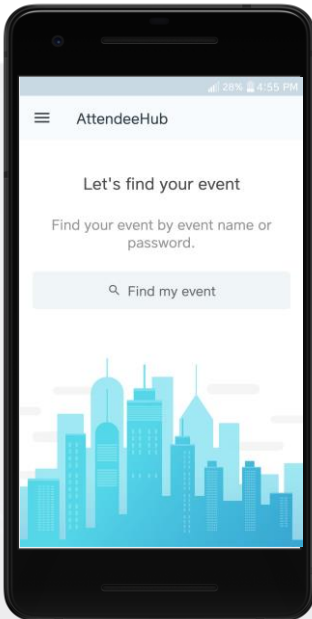 28% 4:55 PM
AttendeeHub
Let's find your event
Find your event by event name or
password.
Find my event